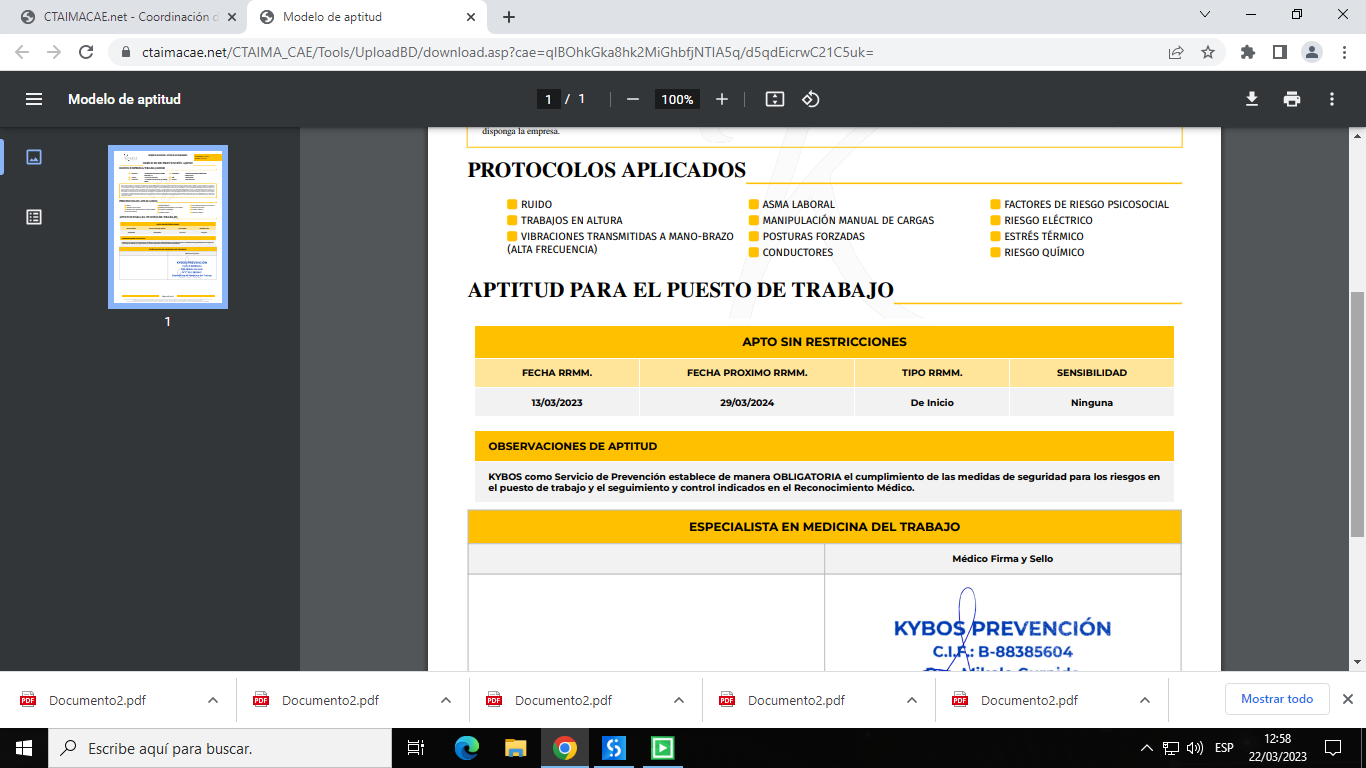 CTAIMACAE.net - Coordinación d
Modelo de aptitud
ctaimacae.net/CTAIMA_CAE/Tools/UploadBD/download.asp?cae=qIBOhkGka8hk2MiGhbfjNTIA5q/d5qdEicrwC21C5uk=
Modelo de aptitud
1 / 1
100%
1
disponga la empresa.
PROTOCOLOS APLICADOS
RUIDO
TRABAJOS EN ALTURA
VIBRACIONES TRANSMITIDAS A MANO-BRAZO
(ALTA FRECUENCIA)
ASMA LABORAL
MANIPULACIÓN MANUAL DE CARGAS
POSTURAS FORZADAS
CONDUCTORES
FACTORES DE RIESGO PSICOSOCIAL
RIESGO ELÉCTRICO
ESTRÉS TÉRMICO
RIESGO QUÍMICO
APTITUD PARA EL PUESTO DE TRABAJO
APTO SIN RESTRICCIONES
FECHA RRMM. FECHA PROXIMO RRMM. TIPO RRMM. SENSIBILIDAD
13/03/2023 29/03/2024 De Inicio Ninguna
OBSERVACIONES DE APTITUD
KYBOS como Servicio de Prevención establece de manera OBLIGATORIA el cumplimiento de las medidas de seguridad para los riesgos en
el puesto de trabajo y el seguimiento y control indicados en el Reconocimiento Médico.
ESPECIALISTA EN MEDICINA DEL TRABAJO
Médico Firma y Sello
KYBOS PREVENCIÓN
C.I.F.: B-88385604
Documento2.pdf Documento2.pdf Documento2.pdf Documento2.pdf Documento2.pdf Mostrar todo
Escribe aquí para buscar.
ESP
12:58
22/03/2023